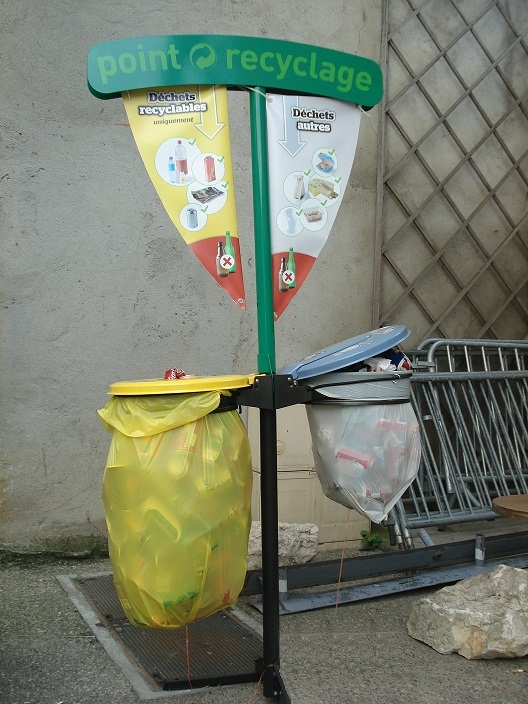 point recyclage
Déchets
recyclables
uniquement
Déchets
autres